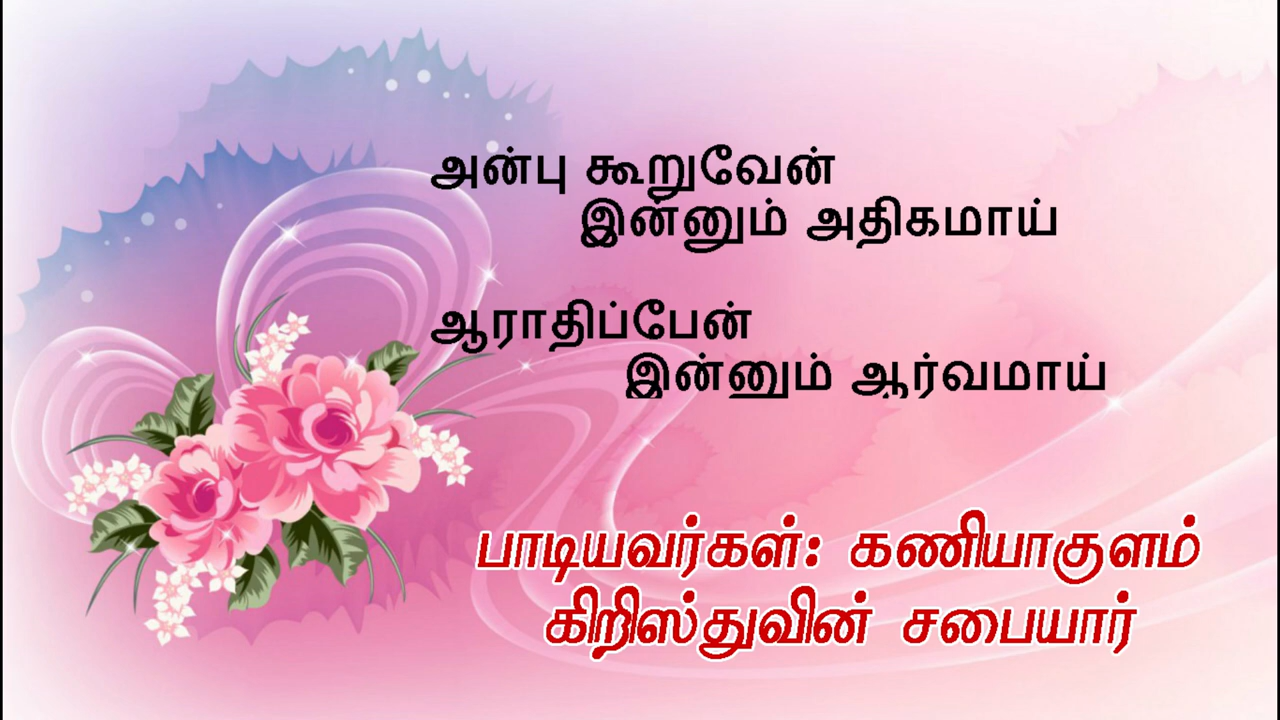 அன்பு கூறுவேன்
இன்னும் அதிகமாய்
ஆராதிப்பேன்
இன்னும் ஆர்வமாய்
பாடியவர்கள்: கணியாகுளம்
கிறிஸ்துவின் சபையார்